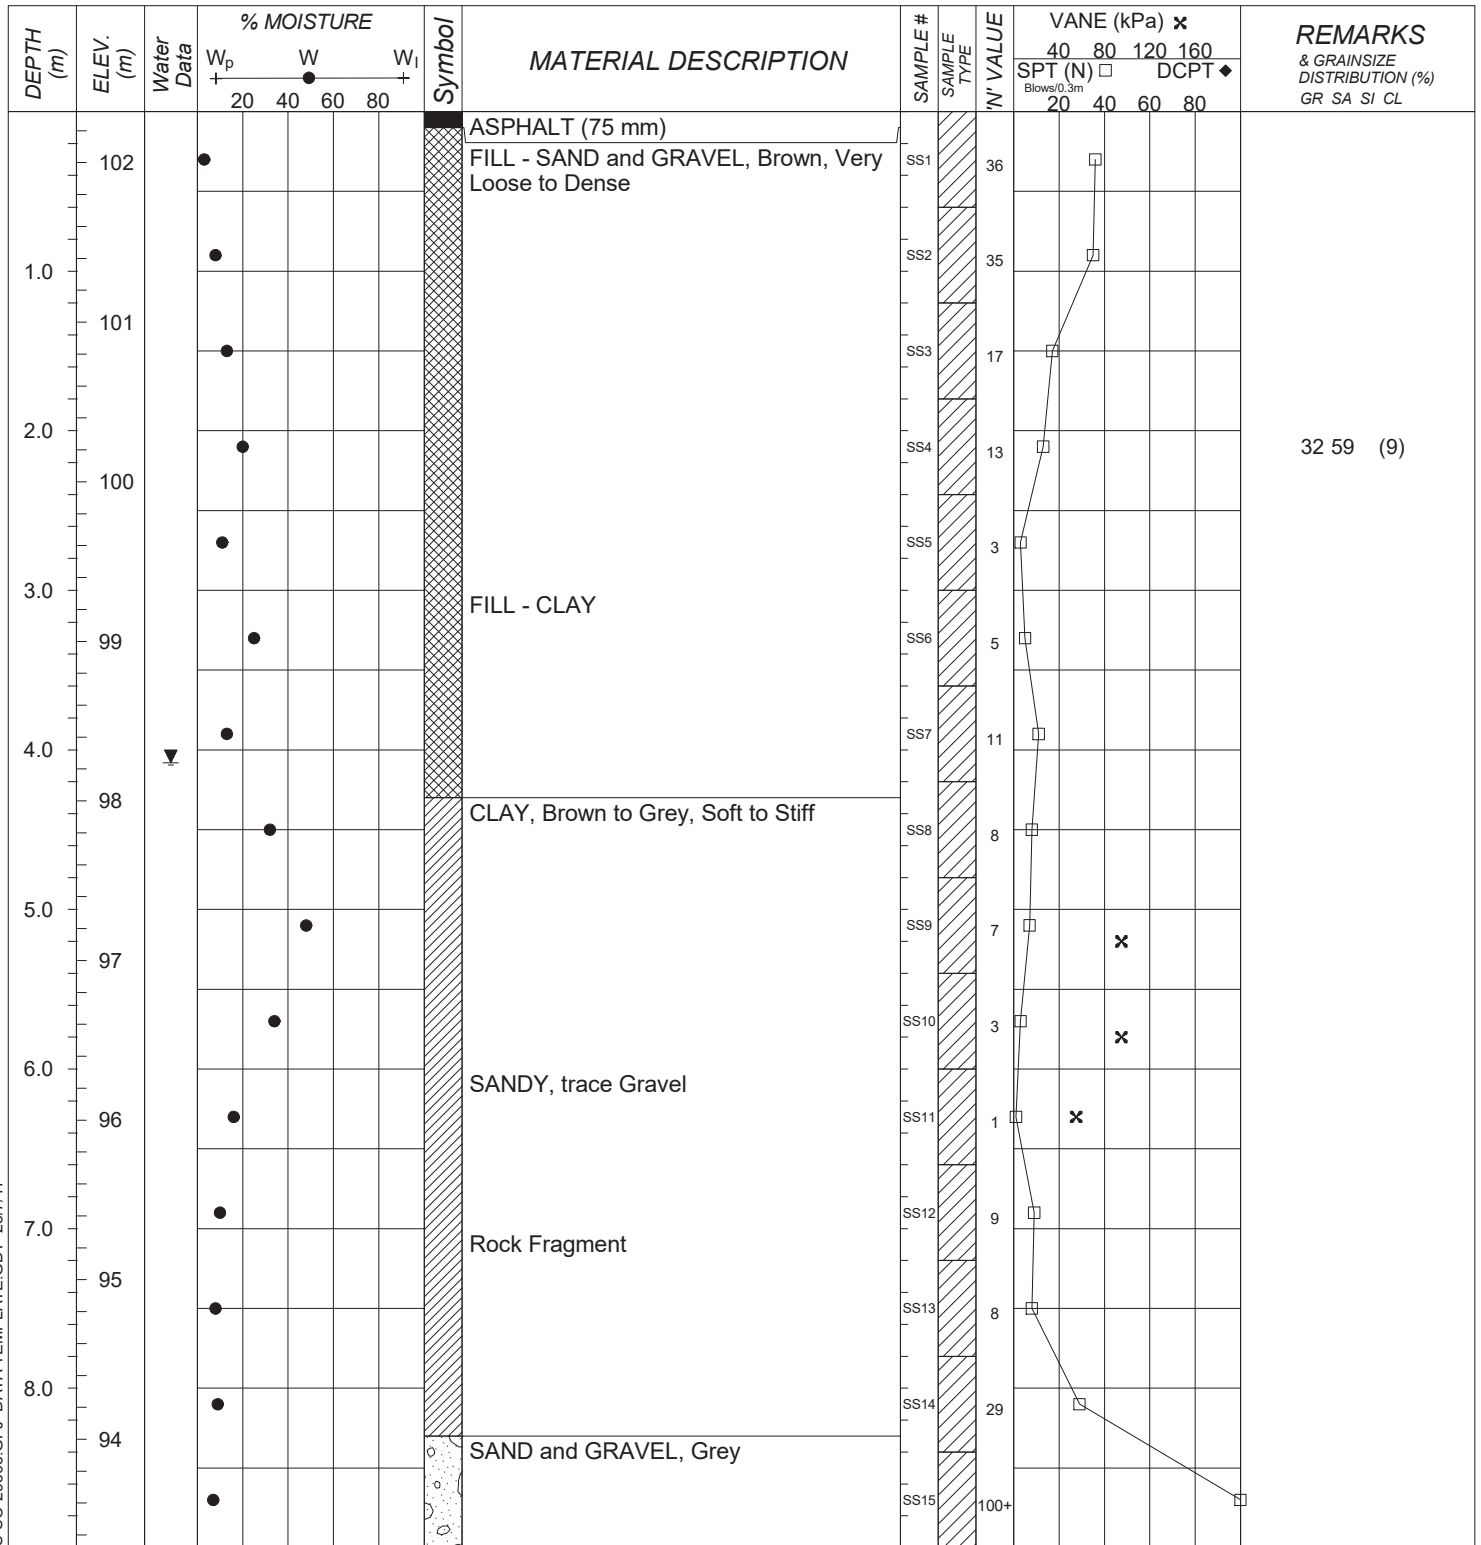 DEPTH (m)
ELEV. (m)
Water Data
% MOISTURE
Wp W Wl
20 40 60 80
Symbol
MATERIAL DESCRIPTION
SAMPLE #
SAMPLE TYPE
'N' VALUE
VANE (kPa)
40 80 120 160
SPT (N) DCPT
Blows/0.3m
20 40 60 80
REMARKS
& GRAINSIZE
DISTRIBUTION (%)
GR SA SI CL
ASPHALT (75 mm)
102 FILL - SAND and GRAVEL, Brown, Very SS1 36
Loose to Dense
1.0 SS2 35
101
SS3 17
2.0 SS4 13 32 59 (9)
100
SS5 3
3.0 FILL - CLAY
99 SS6 5
4.0 SS7 11
98
CLAY, Brown to Grey, Soft to Stiff SS8 8
5.0 SS9 7
97
SS10 3
6.0 SANDY, trace Gravel
96 SS11 1
7.0 SS12 9
Rock Fragment
95
SS13 8
8.0 SS14 29
94
SAND and GRAVEL, Grey
SS15 100+